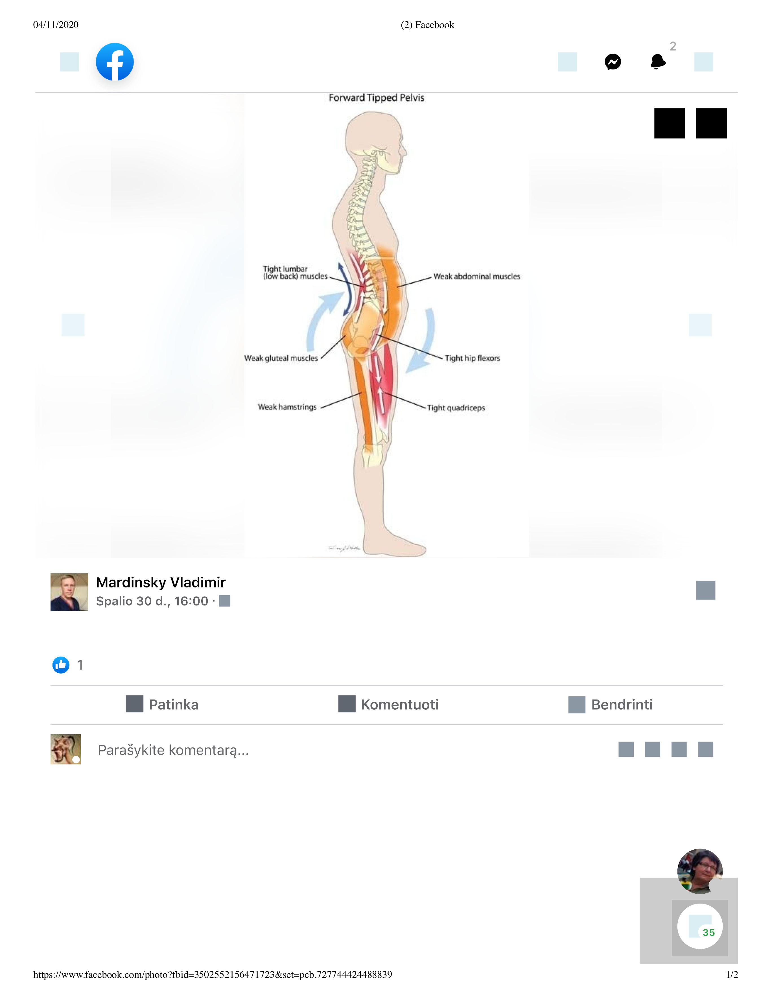 04/11/2020
(2) Facebook
2
Forward Tipped Pelvis
Tight lumbar
(low back) muscles
Weak abdominal muscles
Weak gluteal muscles
Tight hip flexors
Weak hamstrings
Tight quadriceps
Mardinsky Vladimir
Spalio 30 d., 16:00 ·
1
Patinka
Komentuoti
Bendrinti
Parašykite komentarą...
35
https://www.facebook.com/photo?fbid=3502552156471723&set=pcb.727744424488839
1/2